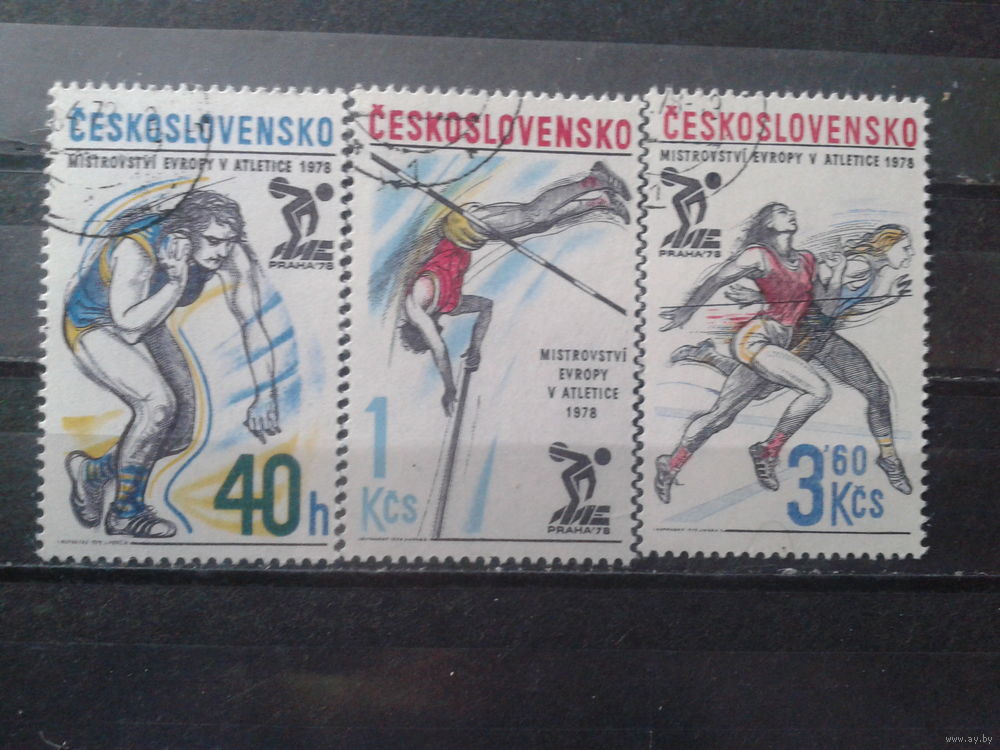 ČESKOSLOVENSKO
MISTROVSTVÍ EVROPY V ATLETICE 1978
PRAHA'78
40h
ČESKOSLOVENSKO
1
Kčs
MISTROVSTVÍ
EVROPY
V ATLETICE
1978
PRAHA'78
ČESKOSLOVENSKO
MISTROVSTVÍ EVROPY V ATLETICE 1978
PRAHA'78
3'60
Kčs
www.ay.by